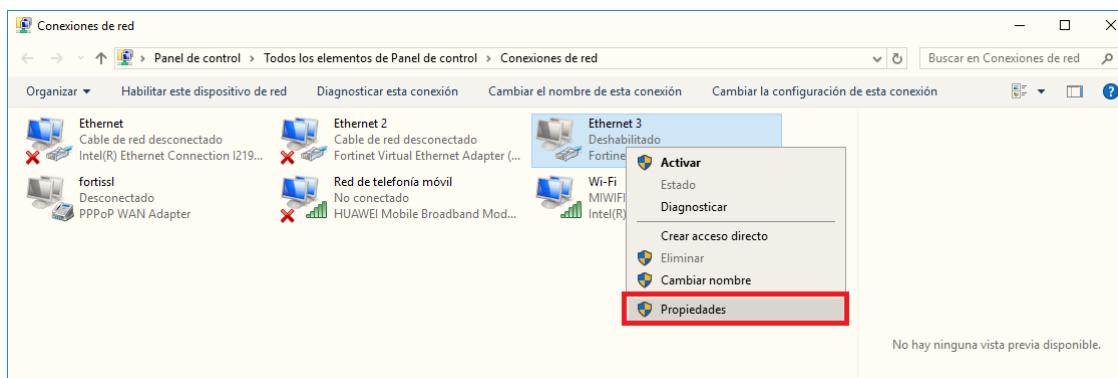 Conexiones de red
Panel de control > Todos los elementos de Panel de control > Conexiones de red
Buscar en Conexiones de red
Organizar
Habilitar este dispositivo de red
Diagnosticar esta conexión
Cambiar el nombre de esta conexión
Cambiar la configuración de esta conexión
Ethernet
Cable de red desconectado
Intel(R) Ethernet Connection I219...
Ethernet 2
Cable de red desconectado
Fortinet Virtual Ethernet Adapter (...
Ethernet 3
Deshabilitado
Fortine
fortissl
Desconectado
PPPoP WAN Adapter
Red de telefonía móvil
No conectado
HUAWEI Mobile Broadband Mod...
Wi-Fi
MIWIFI
Intel(R)
Activar
Estado
Diagnosticar
Crear acceso directo
Eliminar
Cambiar nombre
Propiedades
No hay ninguna vista previa disponible.